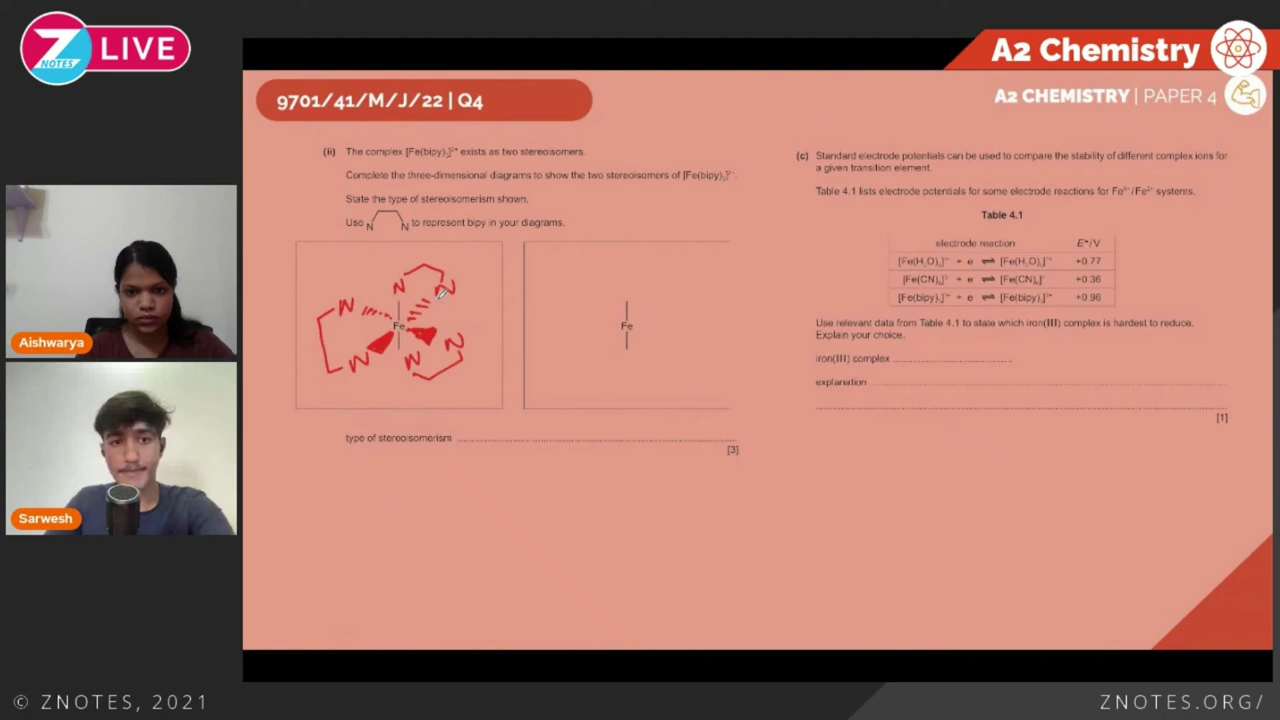 Z
NOTES
LIVE
A2 Chemistry
9701/41/M/J/22 | Q4
A2 CHEMISTRY | PAPER 4
(ii) The complex [Fe(bipy)₃]²⁺ exists as two stereoisomers.
Complete the three-dimensional diagrams to show the two stereoisomers of [Fe(bipy)₃]²⁺.
State the type of stereoisomerism shown.
Use N N to represent bipy in your diagrams.
N N
N
Fe
N N N
Fe
type of stereoisomerism
[3]
(c) Standard electrode potentials can be used to compare the stability of different complex ions for
a given transition element.
Table 4.1 lists electrode potentials for some electrode reactions for Fe³⁺/Fe²⁺ systems.
Table 4.1
electrode reaction E°/V
[Fe(H₂O)₆]³⁺ + e ⇌ [Fe(H₂O)₆]²⁺ +0.77
[Fe(CN)₆]³⁻ + e ⇌ [Fe(CN)₆]⁴⁻ +0.36
[Fe(bipy)₃]³⁺ + e ⇌ [Fe(bipy)₃]²⁺ +0.96
Use relevant data from Table 4.1 to state which iron(III) complex is hardest to reduce.
Explain your choice.
iron(III) complex
explanation
[1]
Aishwarya
Sarwesh
© ZNOTES, 2021
ZNOTES.ORG/